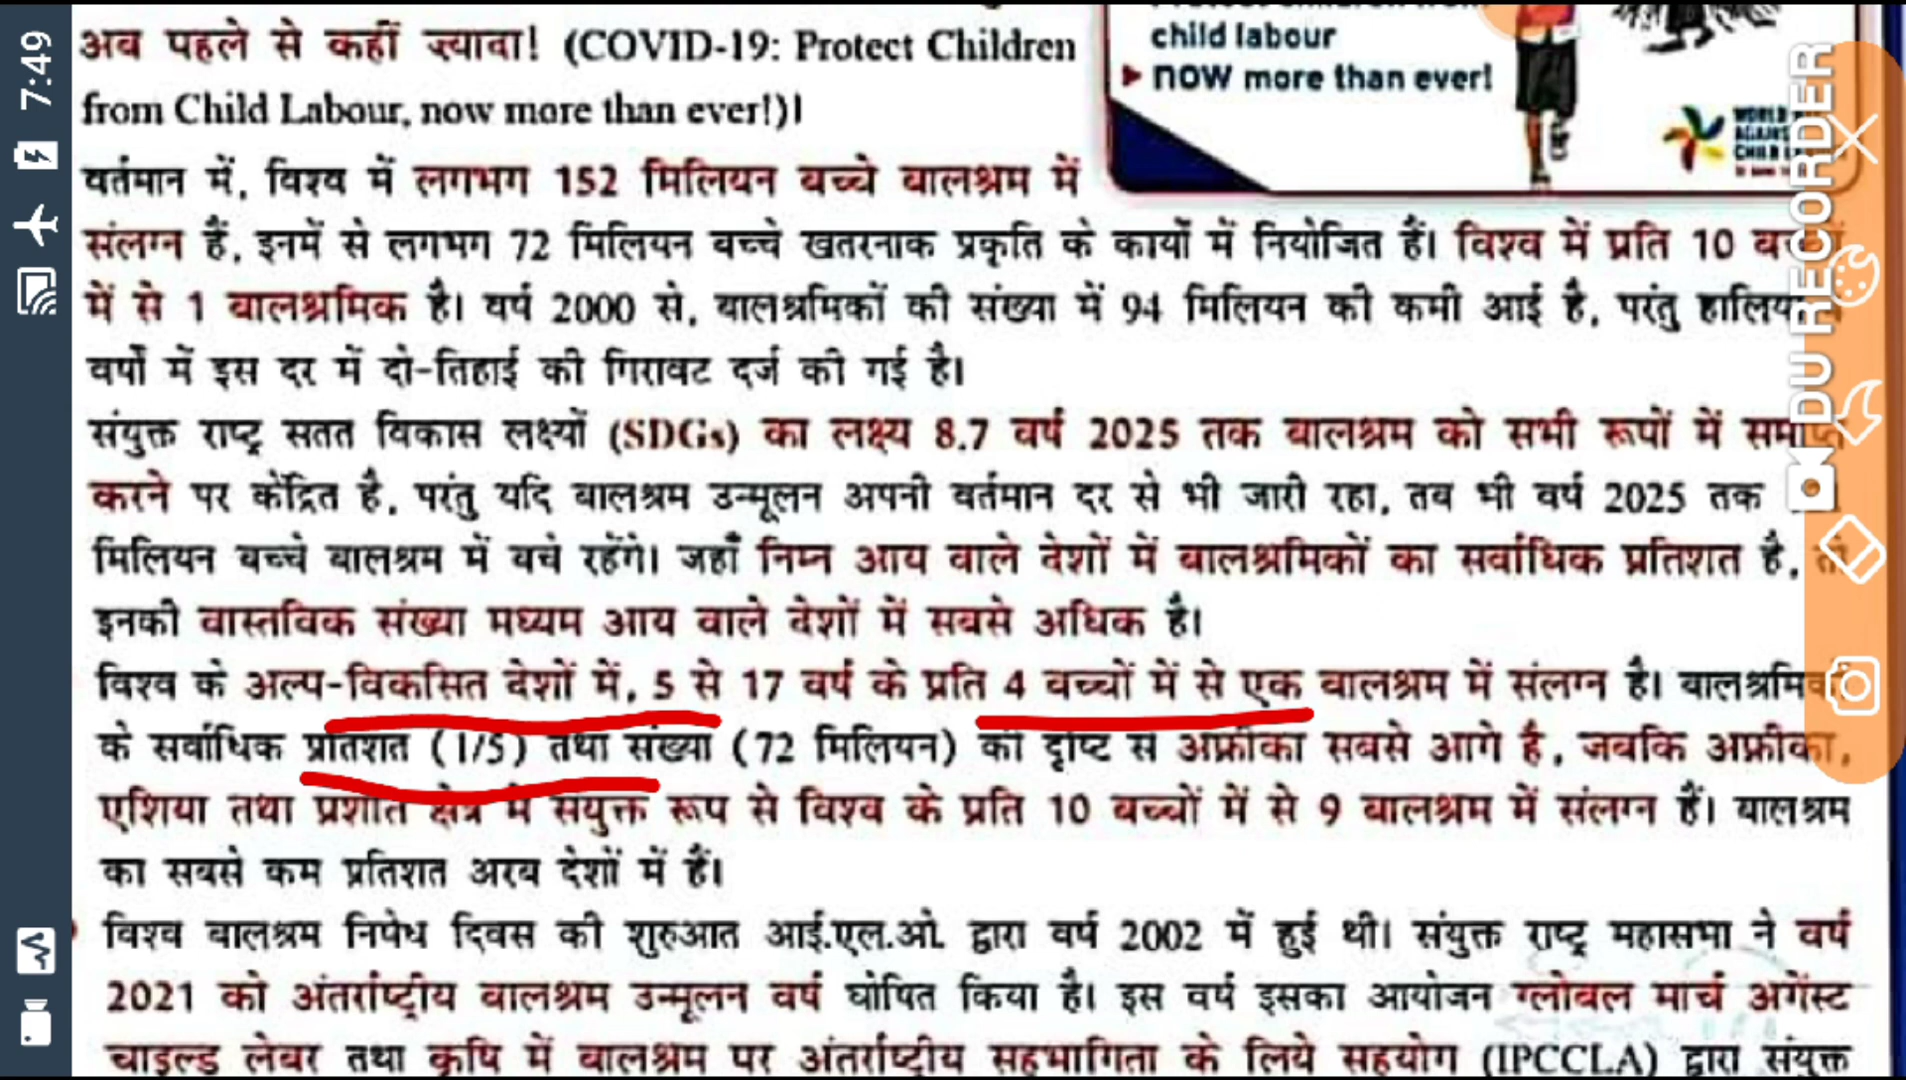 7:49
अब पहले से कहीं ज़्यादा! (COVID-19: Protect Children
from Child Labour, now more than ever!)।
child labour
NOW more than ever!
वर्तमान में, विश्व में लगभग 152 मिलियन बच्चे बालश्रम में
संलग्न हैं, इनमें से लगभग 72 मिलियन बच्चे खतरनाक प्रकृति के कार्यों में नियोजित हैं। विश्व में प्रति 10
में से 1 बालश्रमिक है। वर्ष 2000 से, बालश्रमिकों की संख्या में 94 मिलियन की कमी आई है, परंतु
वर्षों में इस दर में दो-तिहाई की गिरावट दर्ज की गई है।
संयुक्त राष्ट्र सतत विकास लक्ष्यों (SDGs) का लक्ष्य 8.7 वर्ष 2025 तक बालश्रम को सभी रूपों में
करने पर केंद्रित है, परंतु यदि बालश्रम उन्मूलन अपनी वर्तमान दर से भी जारी रहा, तब भी वर्ष 2025 तक
मिलियन बच्चे बालश्रम में बचे रहेंगे। जहाँ निम्न आय वाले देशों में बालश्रमिकों का सर्वाधिक प्रतिशत है,
इनकी वास्तविक संख्या मध्यम आय वाले देशों में सबसे अधिक है।
विश्व के अल्प-विकसित देशों में, 5 से 17 वर्ष के प्रति 4 बच्चों में से एक बालश्रम में संलग्न है।
के सर्वाधिक प्रतिशत (1/5) तथा संख्या (72 मिलियन) की दृष्टि से अफ्रीका सबसे आगे है, जबकि अफ्रीका,
एशिया तथा प्रशांत क्षेत्र में संयुक्त रूप से विश्व के प्रति 10 बच्चों में से 9 बालश्रम में संलग्न हैं। बालश्रम
का सबसे कम प्रतिशत अरब देशों में हैं।
विश्व बालश्रम निषेध दिवस की शुरुआत आई.एल.ओ. द्वारा वर्ष 2002 में हुई थी। संयुक्त राष्ट्र महासभा ने वर्ष
2021 को अंतर्राष्ट्रीय बालश्रम उन्मूलन वर्ष घोषित किया है। इस वर्ष इसका आयोजन ग्लोबल मार्च अगेंस्ट
चाइल्ड लेबर तथा कृषि में बालश्रम पर अंतर्राष्ट्रीय सहभागिता के लिये सहयोग (IPCCLA) द्वारा संयुक्त
DU RECORDER